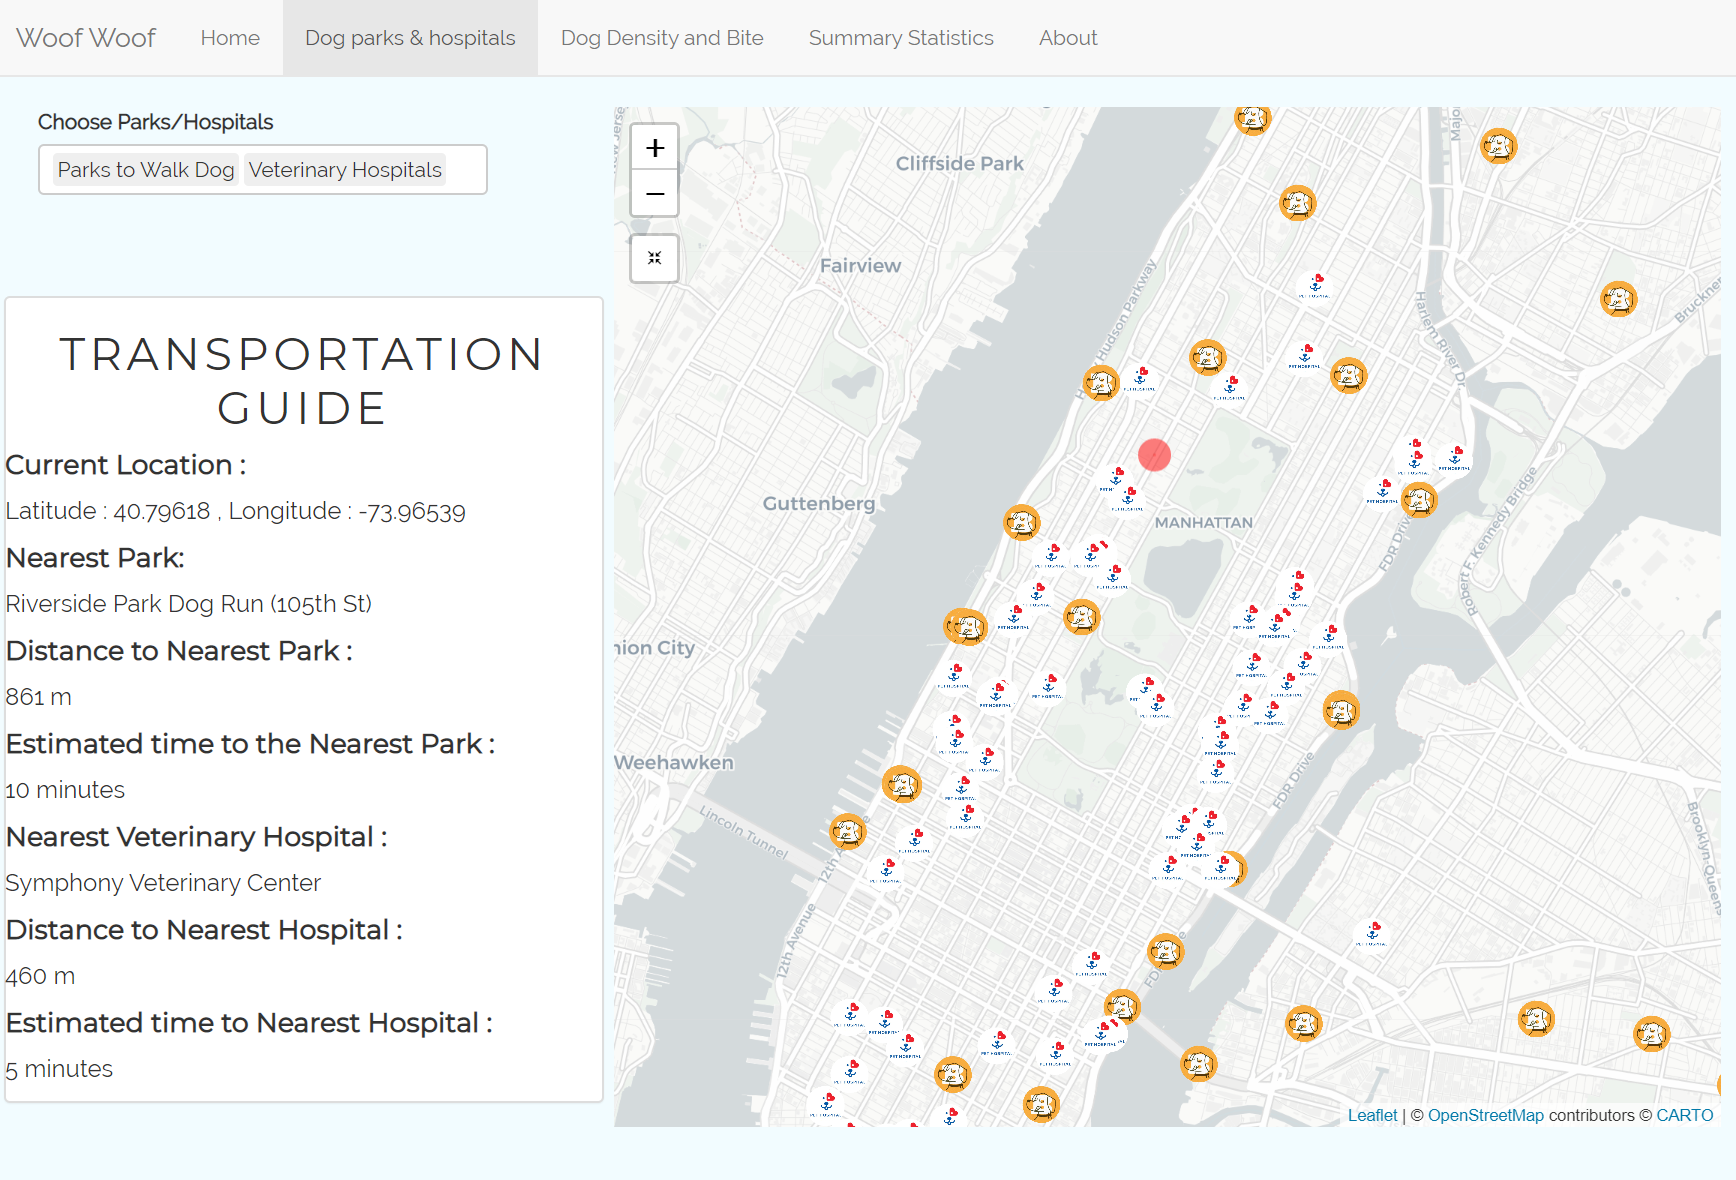 Woof Woof
Home
Dog parks & hospitals
Dog Density and Bite
Summary Statistics
About
Choose Parks/Hospitals
Parks to Walk Dog
Veterinary Hospitals
TRANSPORTATION
GUIDE
Current Location :
Latitude : 40.79618 , Longitude : -73.96539
Nearest Park:
Riverside Park Dog Run (105th St)
Distance to Nearest Park :
861 m
Estimated time to the Nearest Park :
10 minutes
Nearest Veterinary Hospital :
Symphony Veterinary Center
Distance to Nearest Hospital :
460 m
Estimated time to Nearest Hospital :
5 minutes
+
−
Cliffside Park
Fairview
Guttenberg
MANHATTAN
nion City
Weehawken
Lincoln Tunnel
12th Avenue
Hudson Parkway
Harlem River Dr
Major
Bruckner
Robert F. Kennedy Bridge
FDR Drive
FDR Drive
Brooklyn-Queens
PET HOSPITAL
Leaflet | © OpenStreetMap contributors © CARTO